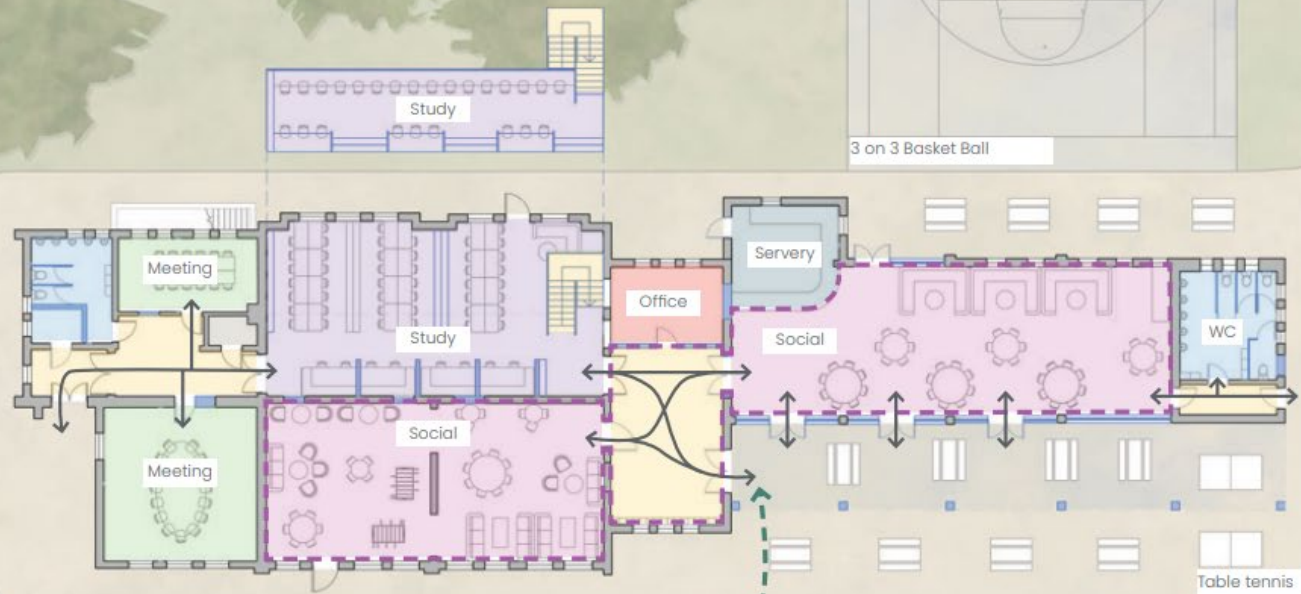 Study
3 on 3 Basket Ball
Meeting
Servery
Office
Study
Social
WC
Social
Meeting
Table tennis